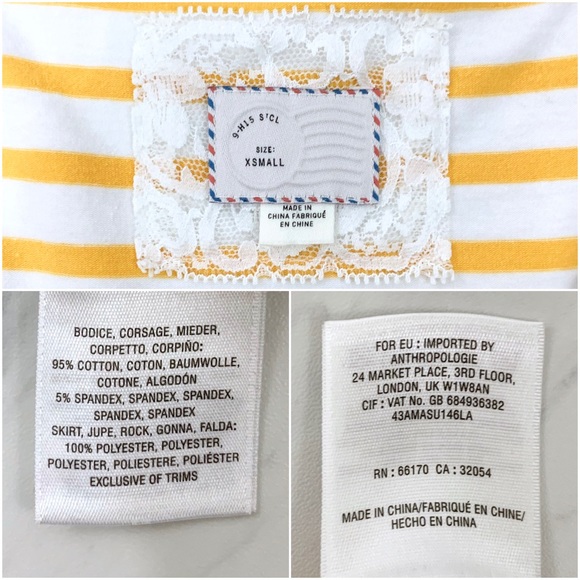 9-H15 STCL
SIZE:
XSMALL
MADE IN
CHINA FABRIQUÉ
EN CHINE
BODICE, CORSAGE, MIEDER,
CORPETTO, CORPIÑO:
95% COTTON, COTON, BAUMWOLLE,
COTONE, ALGODÓN
5% SPANDEX, SPANDEX, SPANDEX,
SPANDEX, SPANDEX
SKIRT, JUPE, ROCK, GONNA, FALDA:
100% POLYESTER, POLYESTER,
POLYESTER, POLIESTERE, POLIÉSTER
EXCLUSIVE OF TRIMS
FOR EU : IMPORTED BY
ANTHROPOLOGIE
24 MARKET PLACE, 3RD FLOOR,
LONDON, UK W1W8AN
CIF : VAT No. GB 684936382
43AMASU146LA
RN : 66170 CA : 32054
MADE IN CHINA/FABRIQUÉ EN CHINE/
HECHO EN CHINA